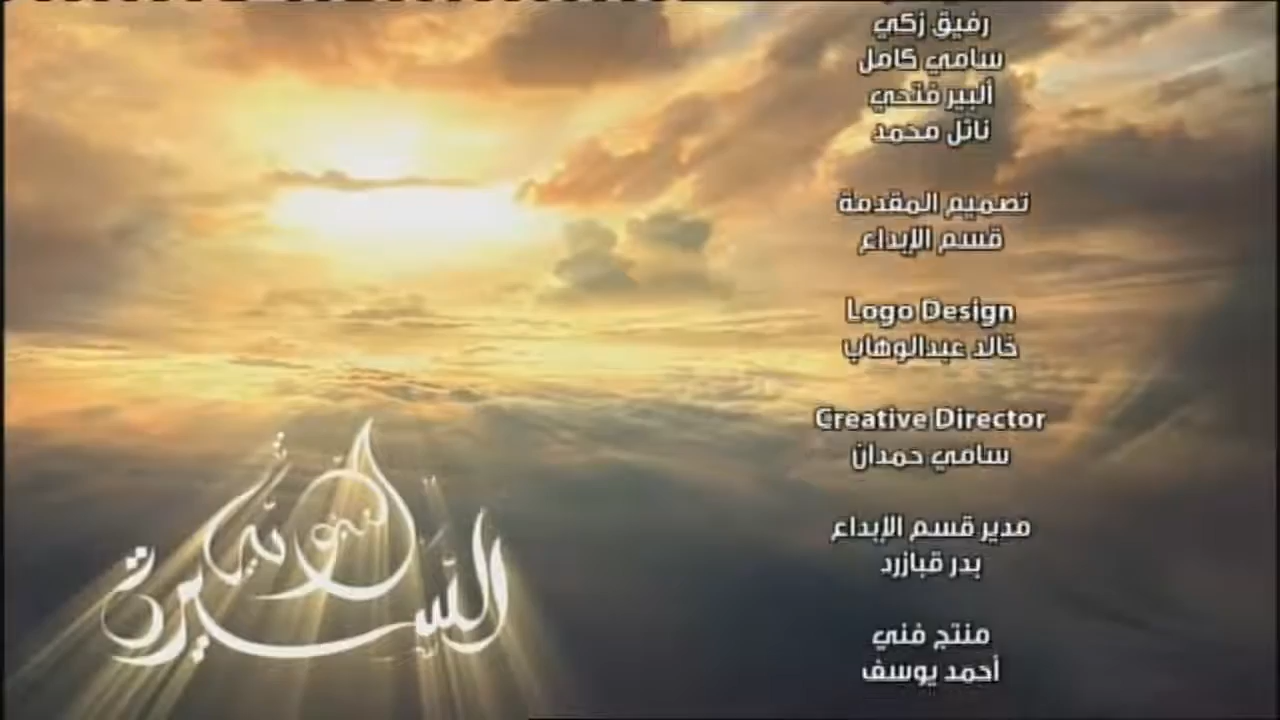 رفيق زكي
سامي كامل
ألبير فتحي
نائل محمد
تصميم المقدمة
قسم الإبداع
Logo Design
خالد عبدالوهاب
Creative Director
سامي حمدان
مدير قسم الإبداع
بدر قبازرد
منتج فني
أحمد يوسف
السيرة النبوية